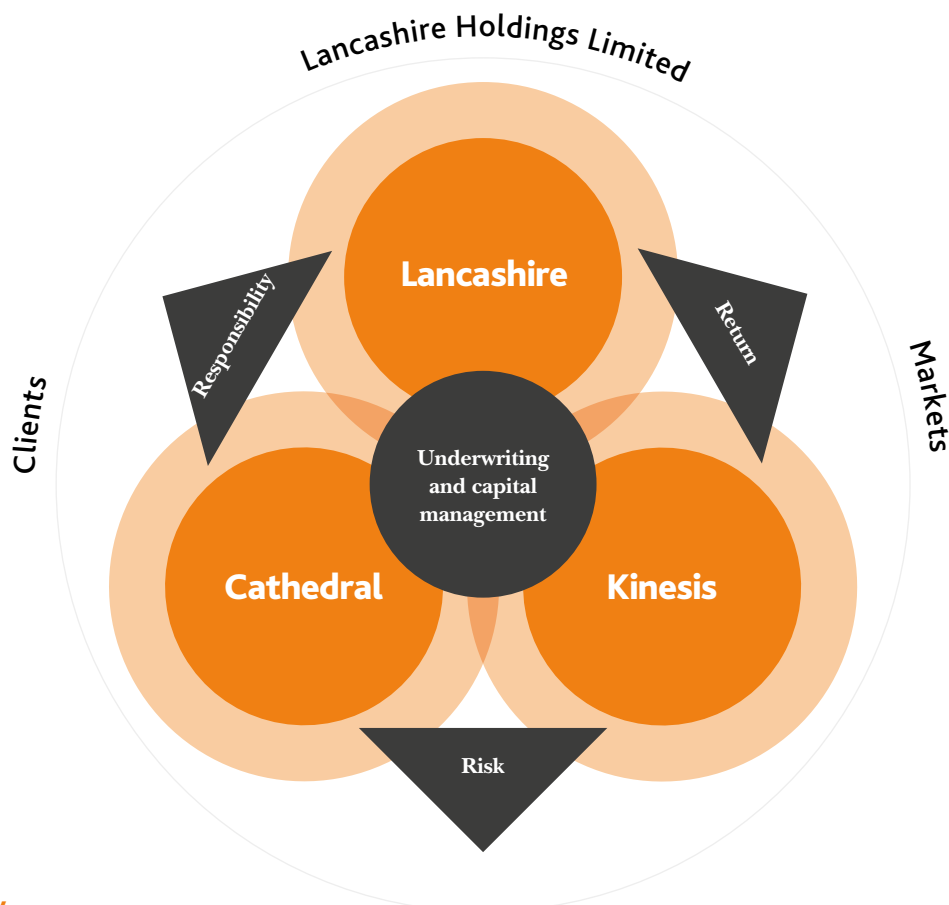 Lancashire Holdings Limited
Clients
Markets
Lancashire
Responsibility
Return
Underwriting
and capital
management
Cathedral
Kinesis
Risk